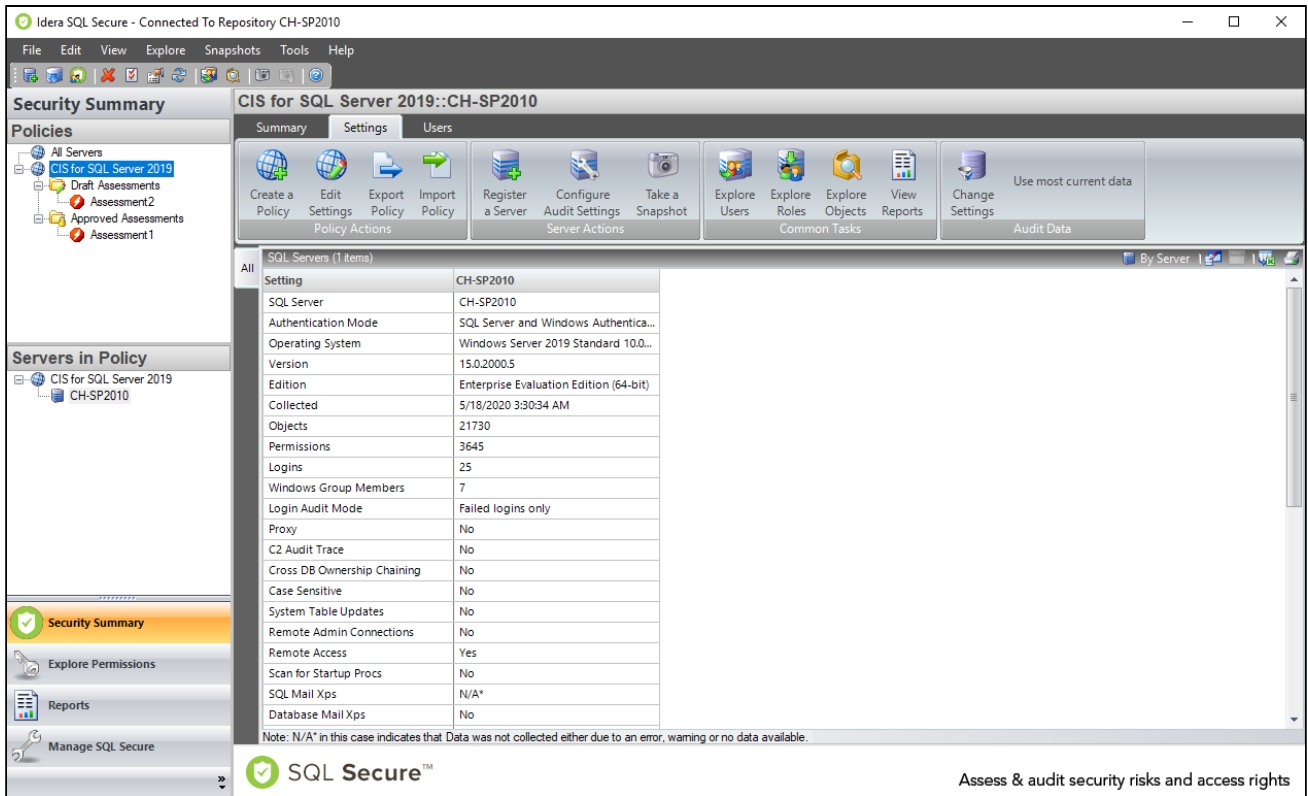 Idera SQL Secure - Connected To Repository CH-SP2010
File Edit View Explore Snapshots Tools Help
Security Summary
CIS for SQL Server 2019::CH-SP2010
Policies
All Servers
CIS for SQL Server 2019
Draft Assessments
Assessment2
Approved Assessments
Assessment1
Summary Settings Users
Create a Policy
Edit Settings
Export Policy
Import Policy
Policy Actions
Register a Server
Configure Audit Settings
Take a Snapshot
Server Actions
Explore Users
Explore Roles
Explore Objects
View Reports
Common Tasks
Change Settings
Use most current data
Audit Data
All
SQL Servers (1 items)
By Server
Setting CH-SP2010
SQL Server CH-SP2010
Authentication Mode SQL Server and Windows Authentica...
Operating System Windows Server 2019 Standard 10.0...
Version 15.0.2000.5
Edition Enterprise Evaluation Edition (64-bit)
Collected 5/18/2020 3:30:34 AM
Objects 21730
Permissions 3645
Logins 25
Windows Group Members 7
Login Audit Mode Failed logins only
Proxy No
C2 Audit Trace No
Cross DB Ownership Chaining No
Case Sensitive No
System Table Updates No
Remote Admin Connections No
Remote Access Yes
Scan for Startup Procs No
SQL Mail Xps N/A*
Database Mail Xps No
Note: N/A* in this case indicates that Data was not collected either due to an error, warning or no data available.
Servers in Policy
CIS for SQL Server 2019
CH-SP2010
Security Summary
Explore Permissions
Reports
Manage SQL Secure
SQL Secure™
Assess & audit security risks and access rights